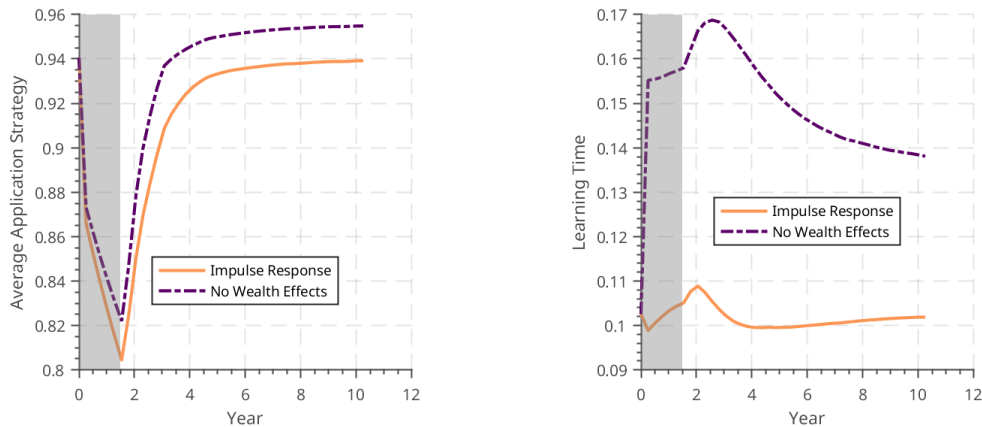 Average Application Strategy
0.96
0.94
0.92
0.9
0.88
0.86
0.84
0.82
0.8
Impulse Response
No Wealth Effects
0 2 4 6 8 10 12
Year
Learning Time
0.17
0.16
0.15
0.14
0.13
0.12
0.11
0.1
0.09
Impulse Response
No Wealth Effects
0 2 4 6 8 10 12
Year